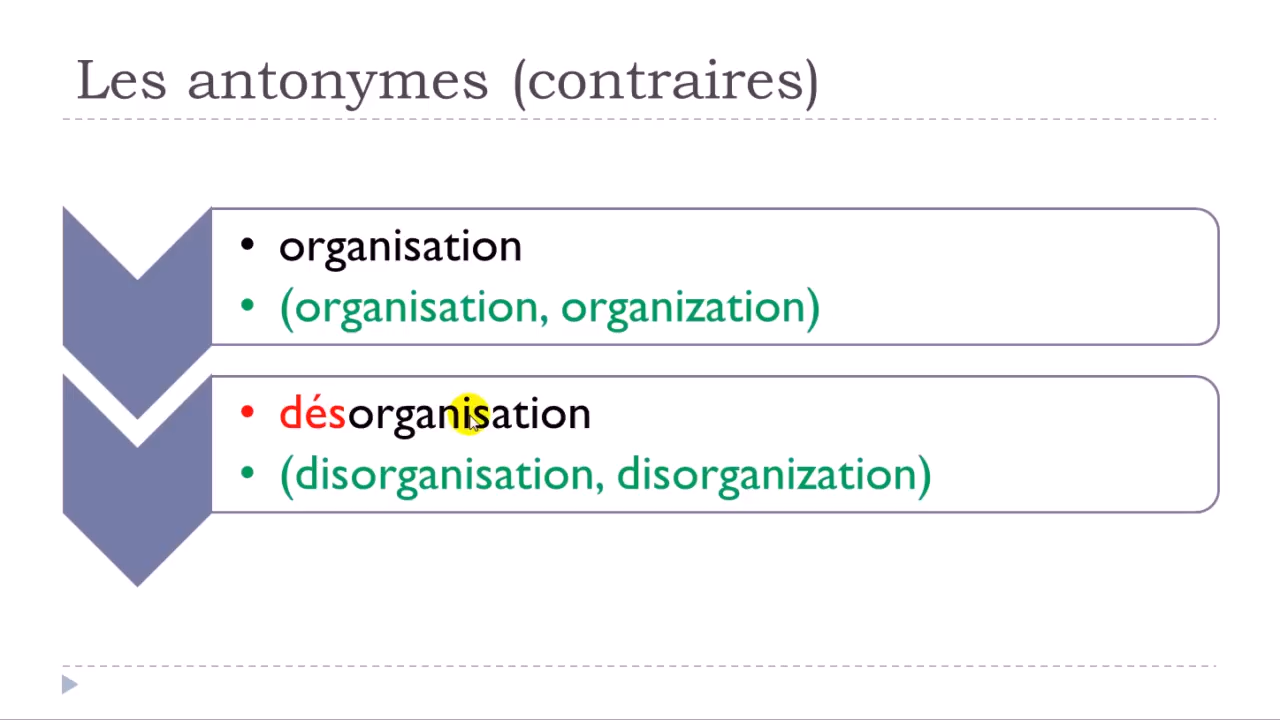 Les antonymes (contraires)
• organisation
• (organisation, organization)
• désorganisation
• (disorganisation, disorganization)